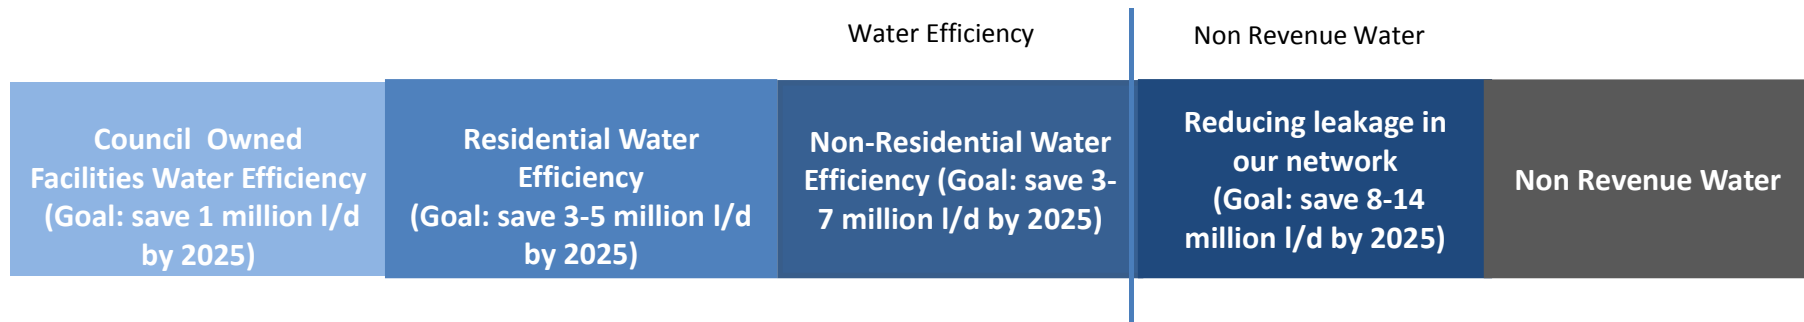 Water Efficiency
Non Revenue Water
Council  Owned
Facilities Water Efficiency
(Goal: save 1 million l/d
by 2025)
Residential Water
Efficiency
(Goal: save 3-5 million l/d
by 2025)
Non-Residential Water
Efficiency (Goal: save 3-
7 million l/d by 2025)
Reducing leakage in
our network
(Goal: save 8-14
million l/d by 2025)
Non Revenue Water